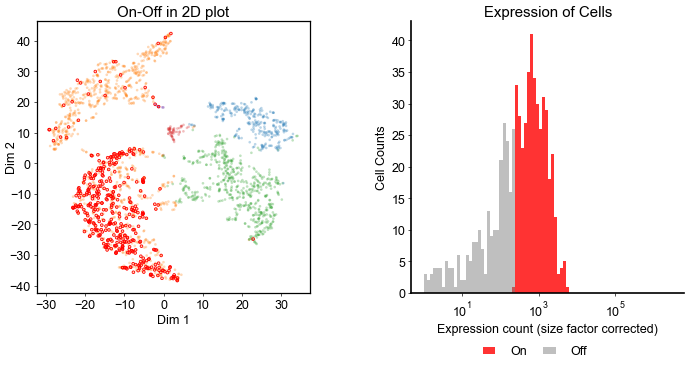 On-Off in 2D plot
Dim 2
40
30
20
10
0
−10
−20
−30
−40
−30 −20 −10 0 10 20 30
Dim 1
Expression of Cells
Cell Counts
40
35
30
25
20
15
10
5
0
10^1 10^3 10^5
Expression count (size factor corrected)
On Off